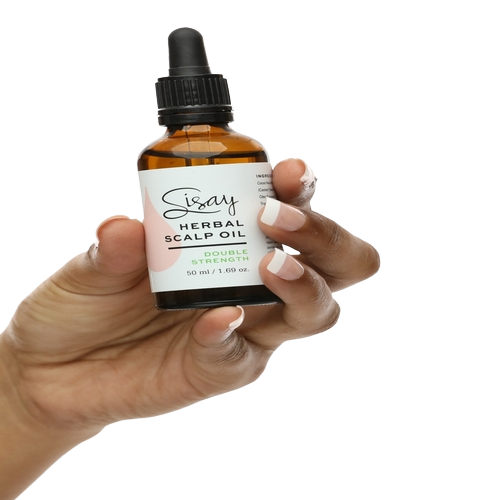 Sisay
HERBAL
SCALP OIL
DOUBLE
STRENGTH
50 ml / 1.69 oz.